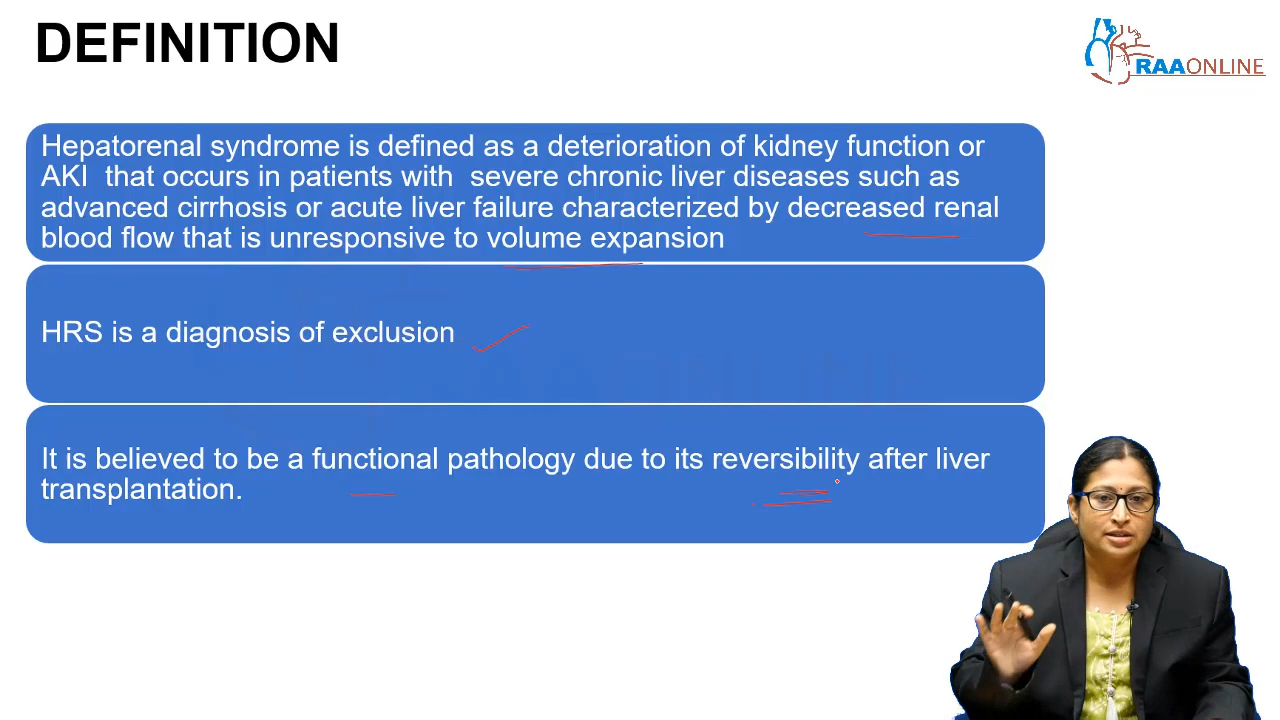 DEFINITION
RAAONLINE
Hepatorenal syndrome is defined as a deterioration of kidney function or
AKI that occurs in patients with severe chronic liver diseases such as
advanced cirrhosis or acute liver failure characterized by decreased renal
blood flow that is unresponsive to volume expansion
HRS is a diagnosis of exclusion
It is believed to be a functional pathology due to its reversibility after liver
transplantation.